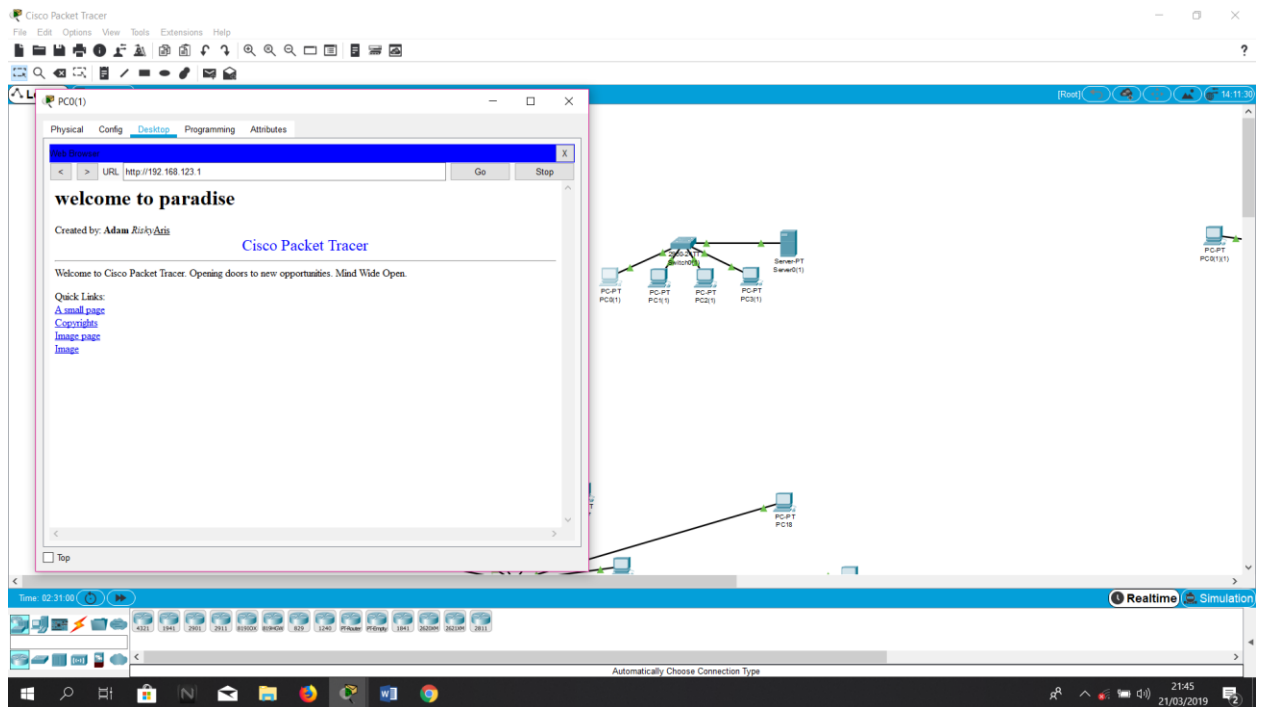 Cisco Packet Tracer
File Edit Options View Tools Extensions Help
?
[Root]
14:11:30
PC0(1)
Physical Config Desktop Programming Attributes
Web Browser
X
< > URL http://192.168.123.1 Go Stop
welcome to paradise
Created by: Adam RiskyAris
Cisco Packet Tracer
Welcome to Cisco Packet Tracer. Opening doors to new opportunities. Mind Wide Open.
Quick Links:
A small page
Copyrights
Image page
Image
Top
Switch0(1)
Server-PT
Server0(1)
PC-PT
PC0(1)
PC-PT
PC1(1)
PC-PT
PC2(1)
PC-PT
PC3(1)
PC-PT
PC0(1)(1)
PC-PT
PC18
Time: 02:31:00
Realtime
Simulation
4321 1941 2901 2911 819IOX 819HGW 829 1240 PT-Router PT-Empty 1841 2620XM 2621XM 2811
Automatically Choose Connection Type
21:45
21/03/2019
2